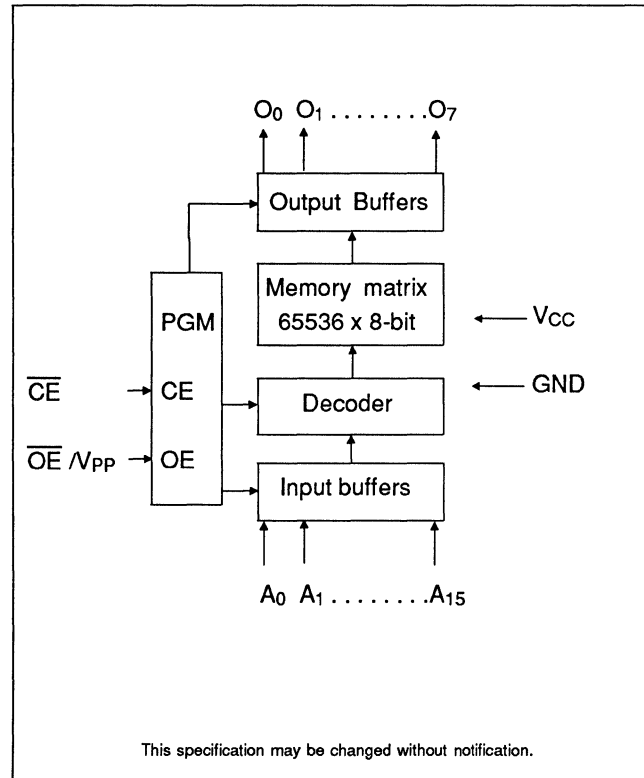 O0 O1 . . . . . . . . O7
Output Buffers
Memory matrix
65536 x 8-bit
PGM
VCC
CE
CE
GND
Decoder
OE /VPP
OE
Input buffers
A0 A1 . . . . . . . . A15
This specification may be changed without notification.